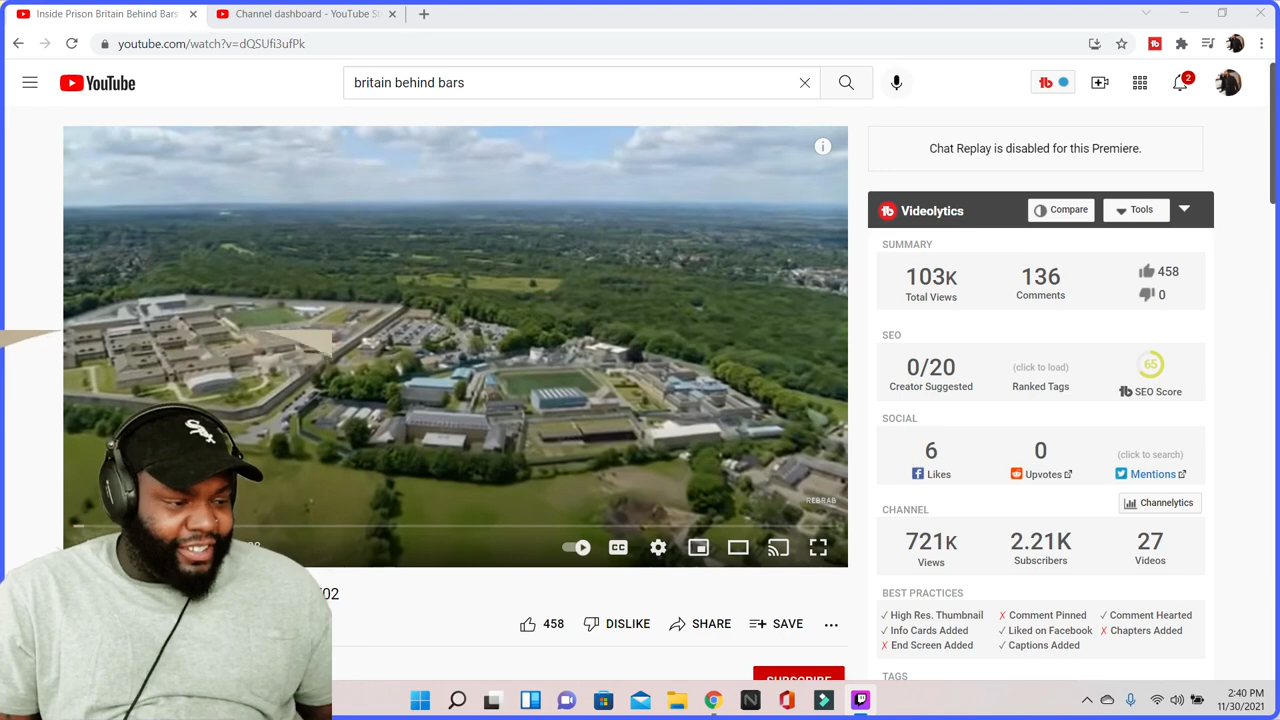 Inside Prison Britain Behind Bars
Channel dashboard - YouTube S
youtube.com/watch?v=dQSUfi3ufPk
YouTube
britain behind bars
2
Chat Replay is disabled for this Premiere.
REBRAB
Videolytics
Compare
Tools
SUMMARY
103K
136
458
Total Views
Comments
0
SEO
0/20
(click to load)
65
Creator Suggested
Ranked Tags
SEO Score
SOCIAL
6
0
(click to search)
Likes
Upvotes
Mentions
Channelytics
CHANNEL
721K
2.21K
27
Views
Subscribers
Videos
BEST PRACTICES
✓ High Res. Thumbnail
✗ Comment Pinned
✓ Comment Hearted
✓ Info Cards Added
✓ Liked on Facebook
✗ Chapters Added
✗ End Screen Added
✓ Captions Added
TAGS
CC
02
458
DISLIKE
SHARE
SAVE
SUBSCRIBE
2:40 PM
11/30/2021